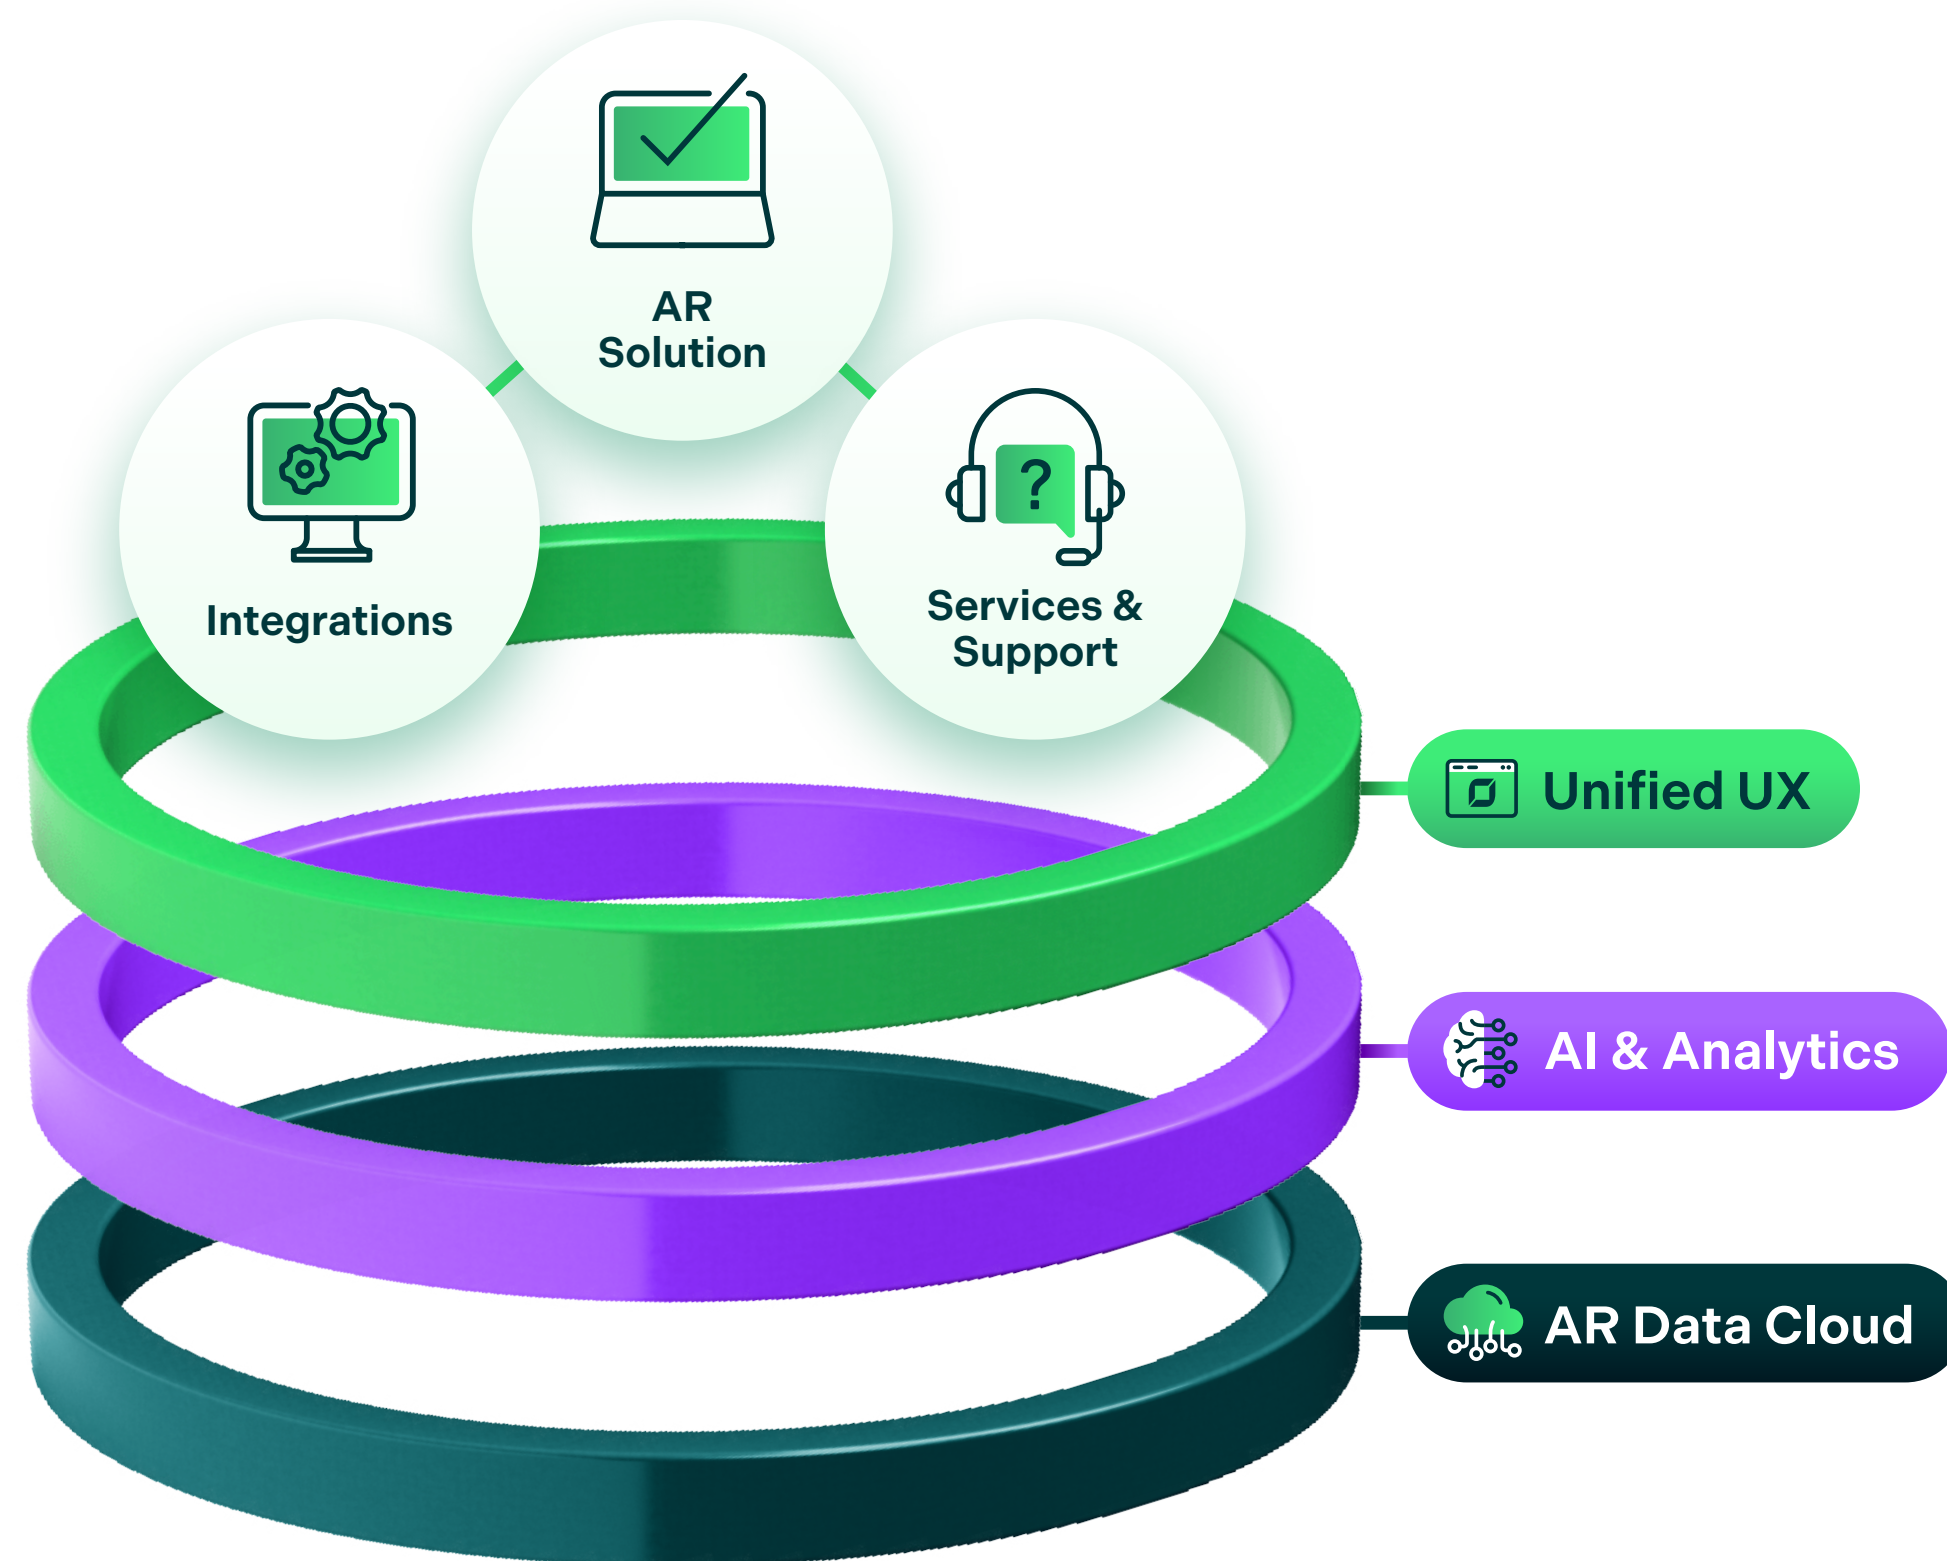 AR
Solution
Integrations
?
Services &
Support
Unified UX
AI & Analytics
AR Data Cloud